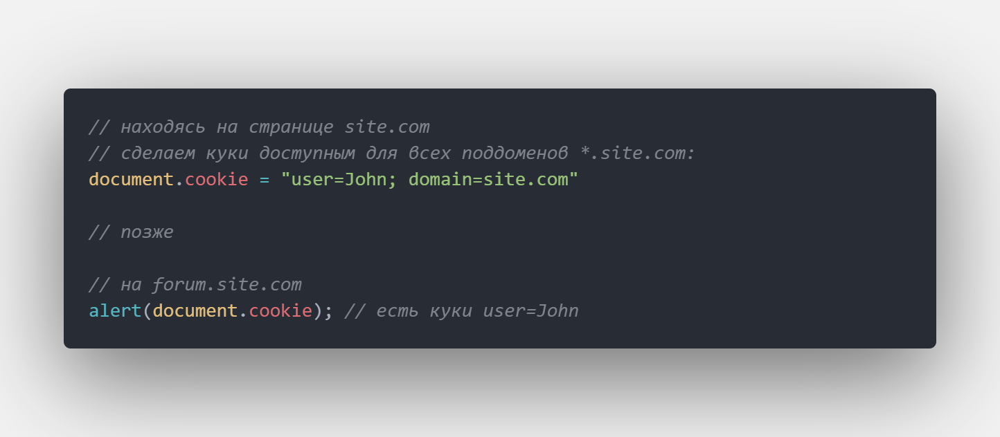 // находясь на странице site.com
// сделаем куки доступным для всех поддоменов *.site.com:
document.cookie = "user=John; domain=site.com"
// позже
// на forum.site.com
alert(document.cookie); // есть куки user=John